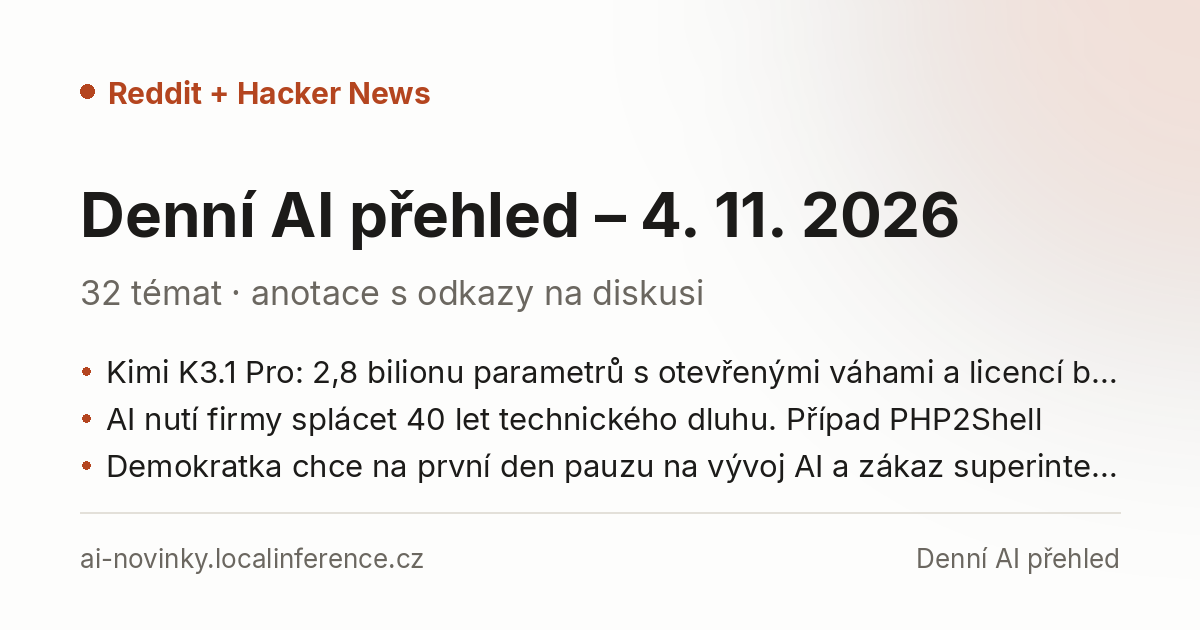 Reddit + Hacker News
Denní AI přehled – 4. 11. 2026
32 témat · anotace s odkazy na diskusi
• Kimi K3.1 Pro: 2,8 bilionu parametrů s otevřenými váhami a licencí b…
• AI nutí firmy splácet 40 let technického dluhu. Případ PHP2Shell
• Demokratka chce na první den pauzu na vývoj AI a zákaz superinte…
ai-novinky.localinference.cz
Denní AI přehled